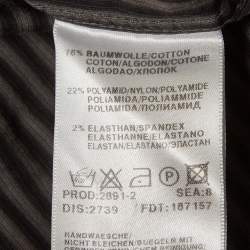 76% BAUMWOLLE/COTTON
COTON/ALGODON/COTONE
ALGODAO/ХЛОПОК
22% POLYAMID/NYLON/POLYAMIDE
POLIAMIDA/POLIAMMIDE
POLIAMIDA/ПОЛИАМИД
2% ELASTHAN/SPANDEX
ELASTHANNE/ELASTANO
ELASTAN/ELASTANO/ЭЛАСТАН
PROD:2691-2 SEA:8
DIS:2739 FDT:187157
HANDWAESCHE/
NICHT BLEICHEN/BUEGELN MIT